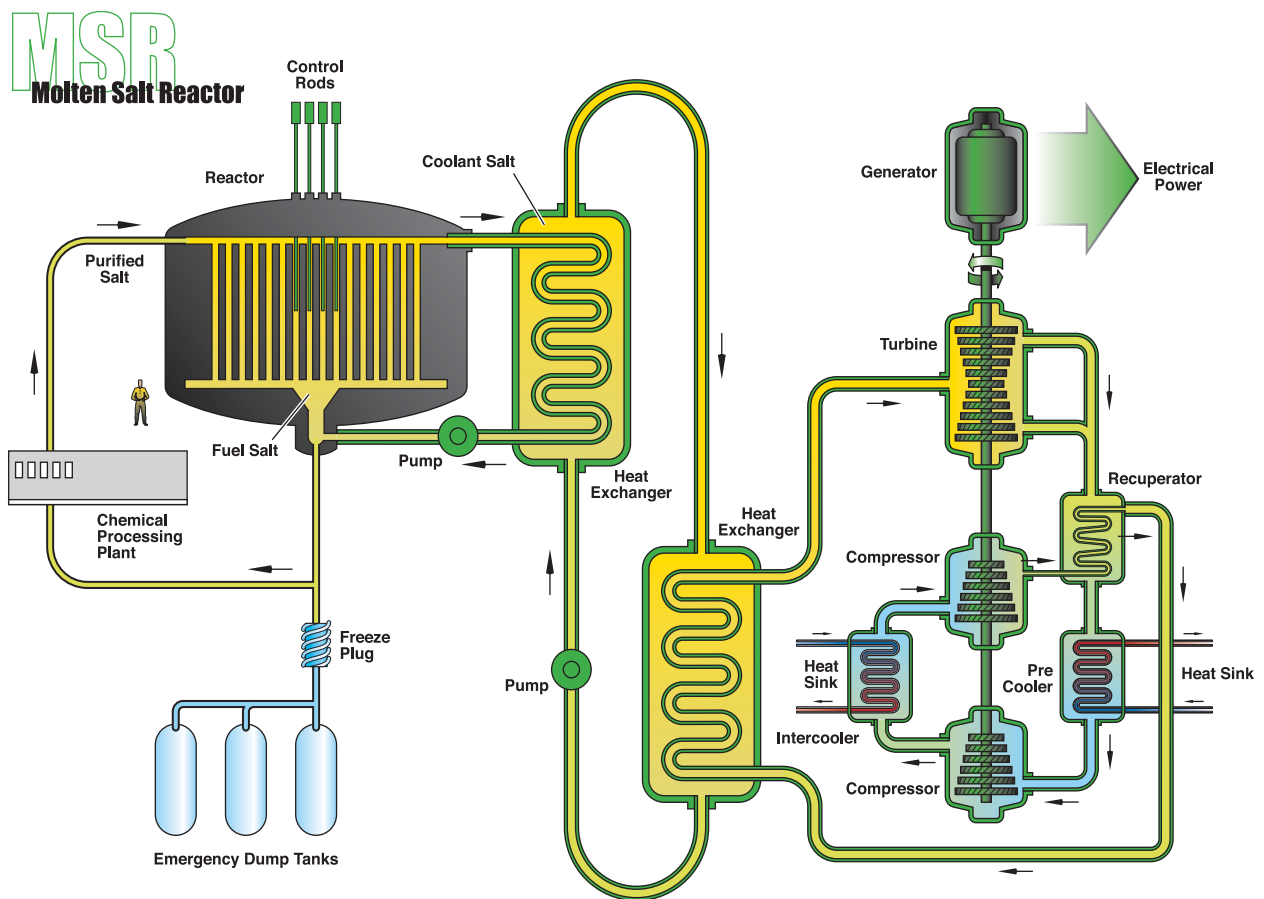 MSR
Molten Salt Reactor
Control
Rods
Coolant Salt
Reactor
Generator
Electrical
Power
Purified
Salt
Turbine
Fuel Salt
Pump
Heat
Exchanger
Recuperator
Chemical
Processing
Plant
Heat
Exchanger
Compressor
Freeze
Plug
Pump
Heat
Sink
Pre
Cooler
Heat Sink
Intercooler
Compressor
Emergency Dump Tanks